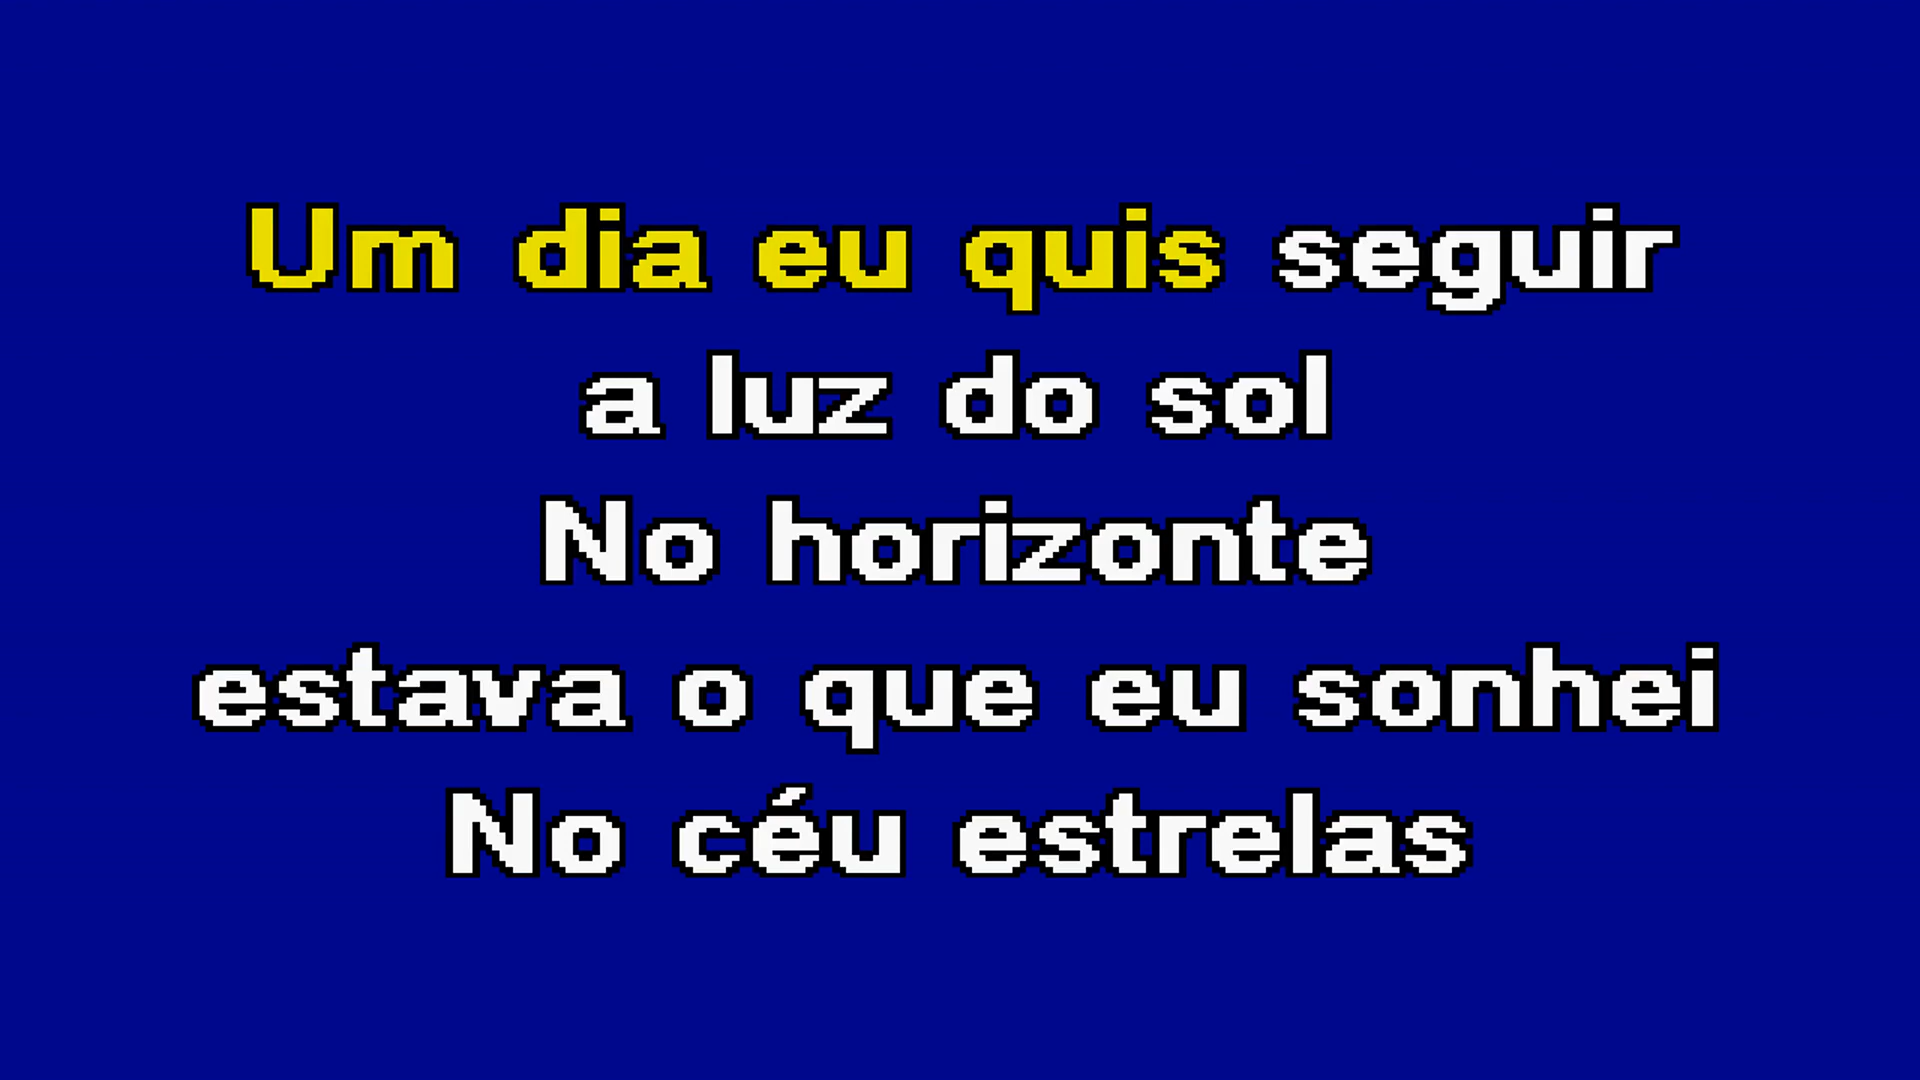 Um dia eu quis seguir
a luz do sol
No horizonte
estava o que eu sonhei
No céu estrelas